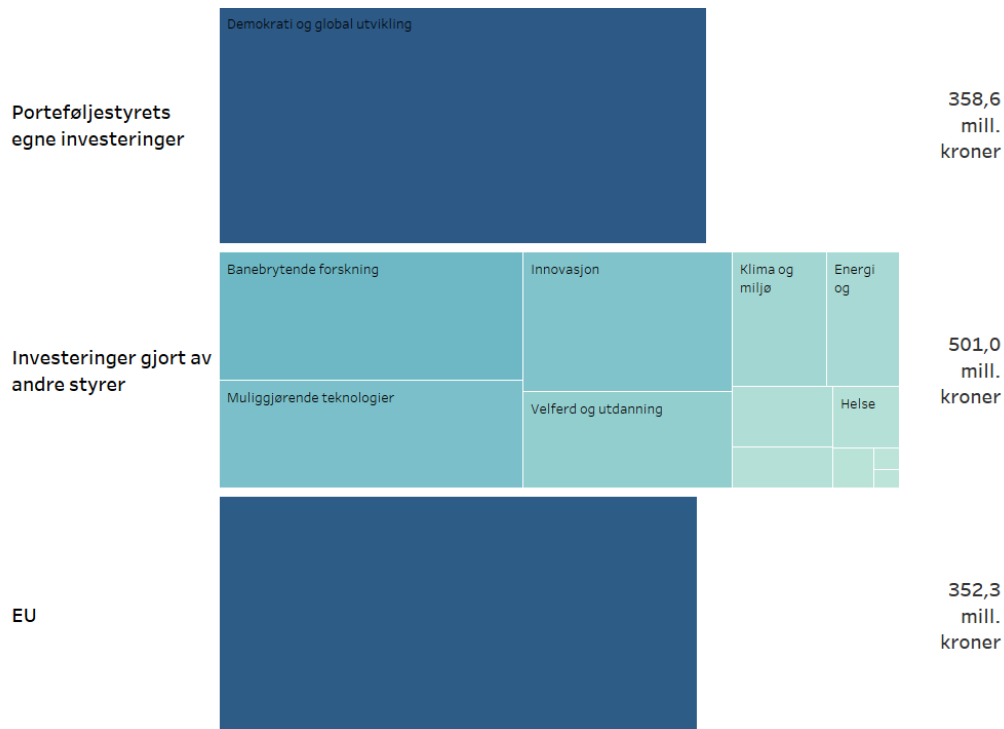 Demokrati og global utvikling
Porteføljestyrets
egne investeringer
358,6
mill.
kroner
Banebrytende forskning
Innovasjon
Klima og
miljø
Energi
og
Muliggjørende teknologier
Velferd og utdanning
Helse
Investeringer gjort av
andre styrer
501,0
mill.
kroner
EU
352,3
mill.
kroner